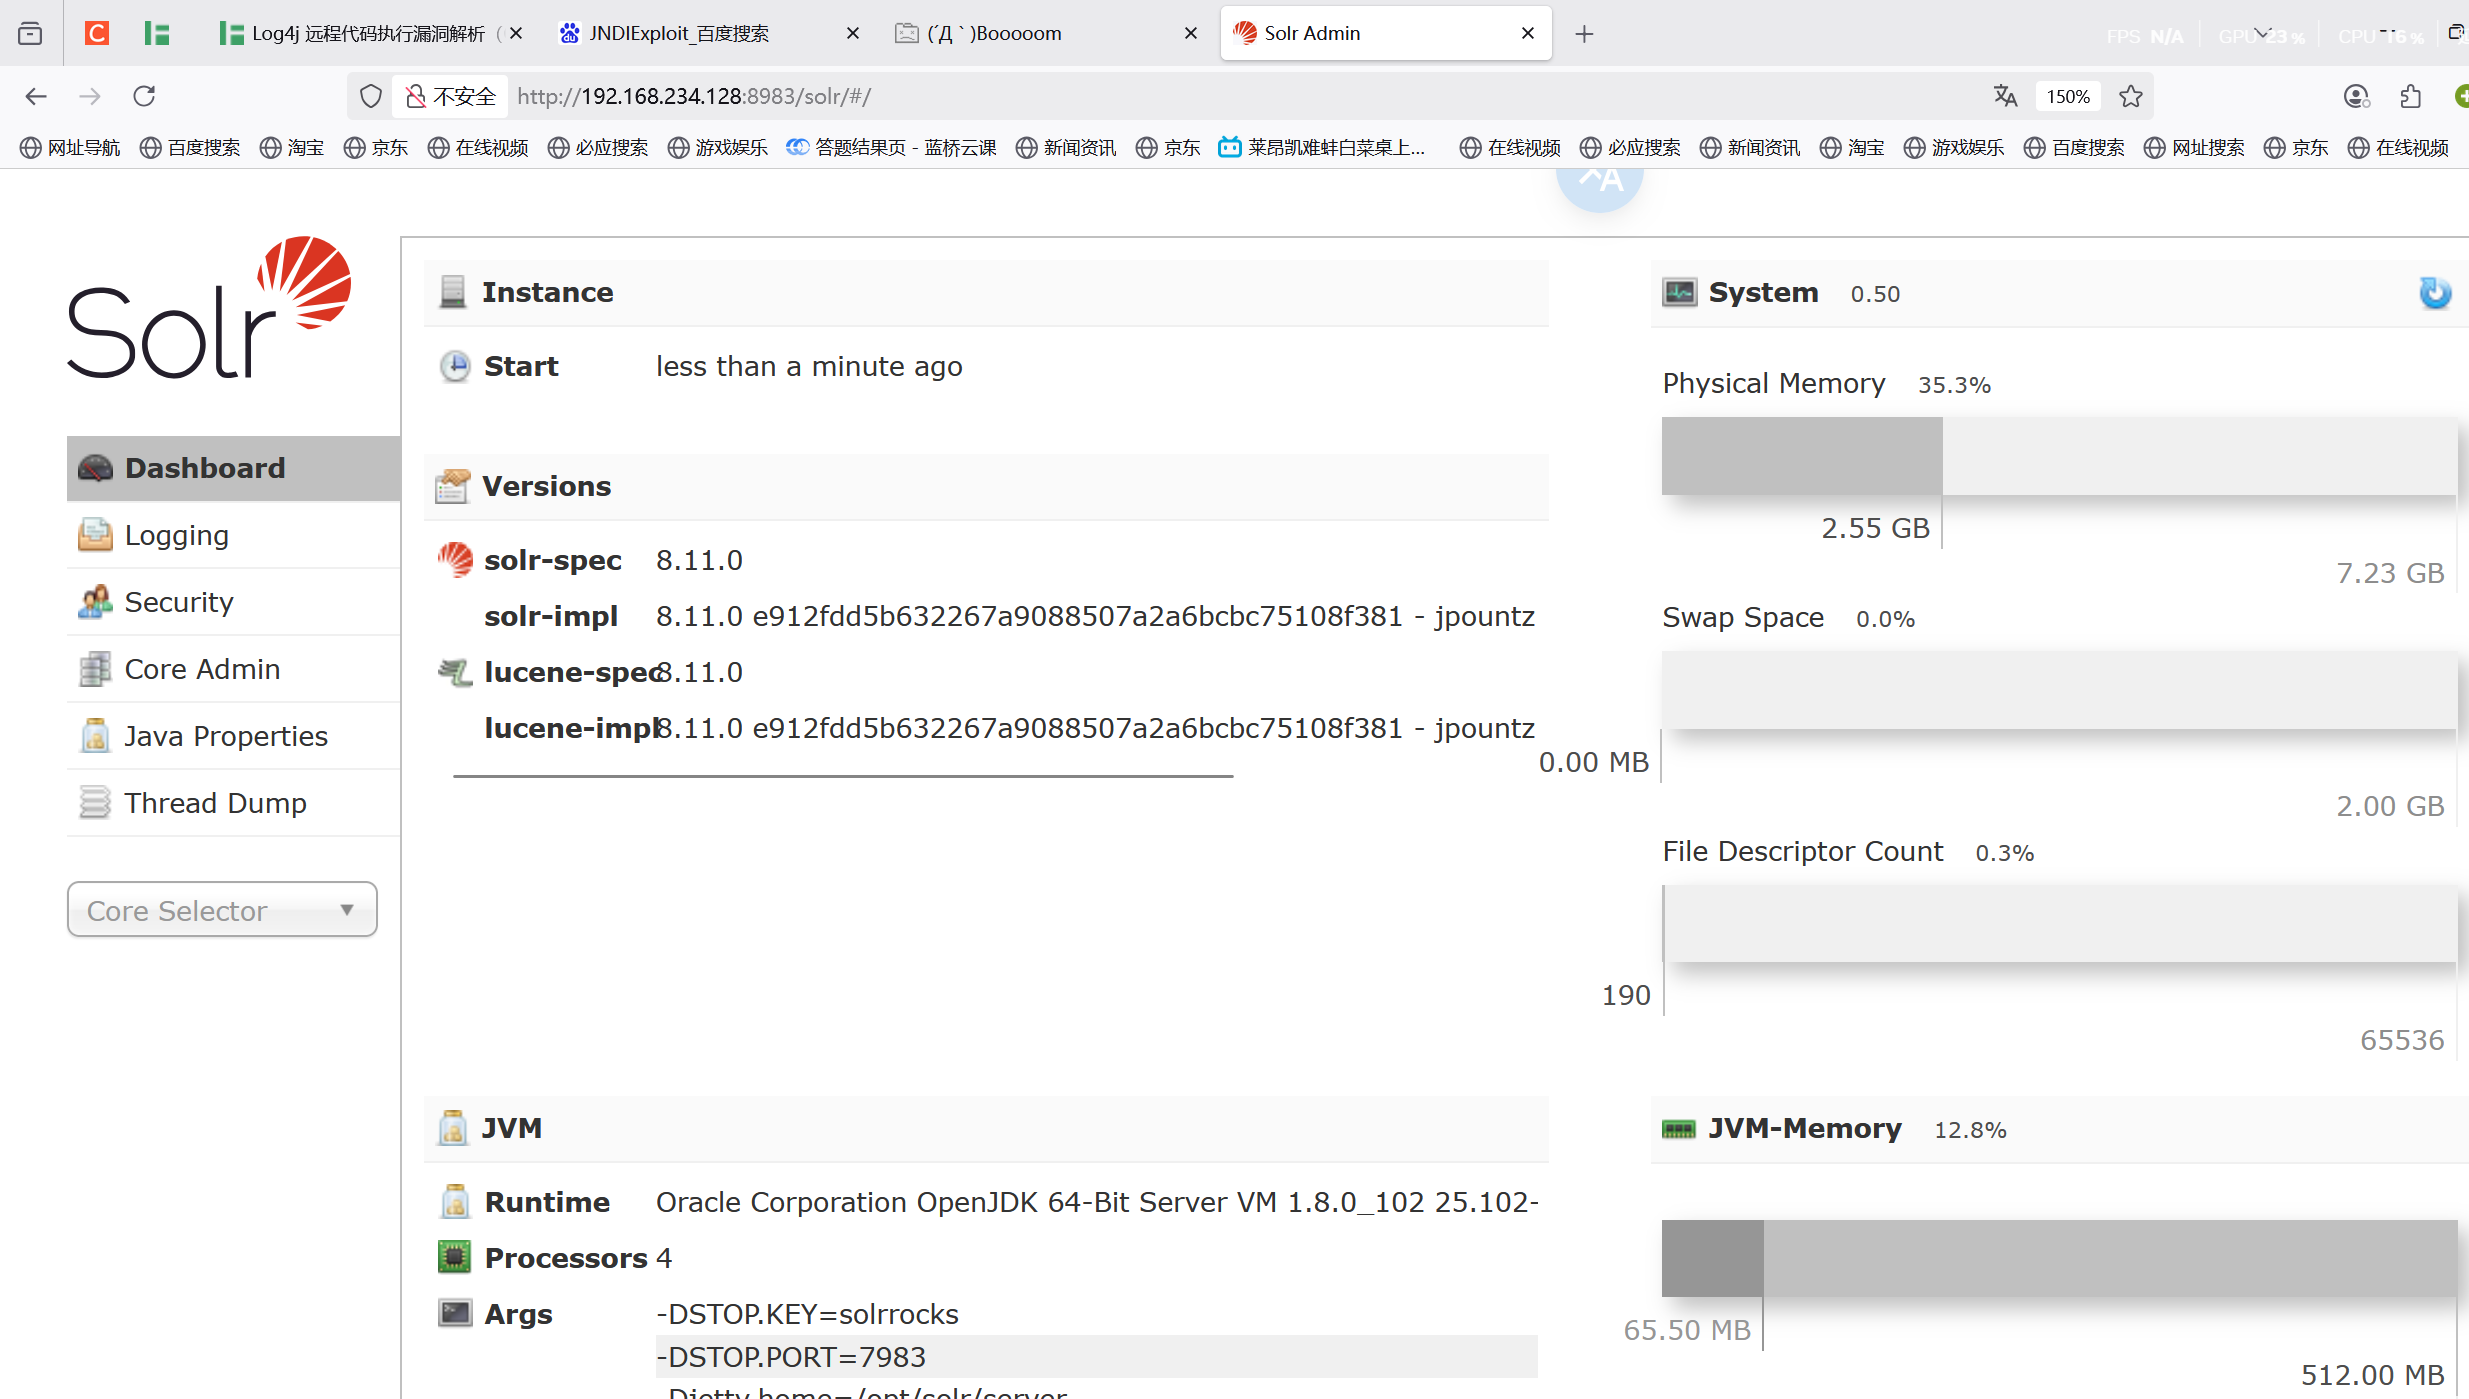 Log4j 远程代码执行漏洞解析 (
JNDIExploit_百度搜索
(´Д｀)Booooom
Solr Admin
FPS N/A GPU 23 % CPU 16 %
不安全 http://192.168.234.128:8983/solr/#/ 150%
网址导航 百度搜索 淘宝 京东 在线视频 必应搜索 游戏娱乐 答题结果页 - 蓝桥云课 新闻资讯 京东 莱昂凯难蚌白菜桌上... 在线视频 必应搜索 新闻资讯 淘宝 游戏娱乐 百度搜索 网址搜索 京东 在线视频
Solr
Dashboard
Logging
Security
Core Admin
Java Properties
Thread Dump
Core Selector
Instance
Start less than a minute ago
Versions
solr-spec 8.11.0
solr-impl 8.11.0 e912fdd5b632267a9088507a2a6bcbc75108f381 - jpountz
lucene-spec 8.11.0
lucene-impl 8.11.0 e912fdd5b632267a9088507a2a6bcbc75108f381 - jpountz
JVM
Runtime Oracle Corporation OpenJDK 64-Bit Server VM 1.8.0_102 25.102-
Processors 4
Args -DSTOP.KEY=solrrocks
-DSTOP.PORT=7983
-Djetty.home=/opt/solr/server
System 0.50
Physical Memory 35.3%
2.55 GB
7.23 GB
Swap Space 0.0%
0.00 MB
2.00 GB
File Descriptor Count 0.3%
190
65536
JVM-Memory 12.8%
65.50 MB
512.00 MB